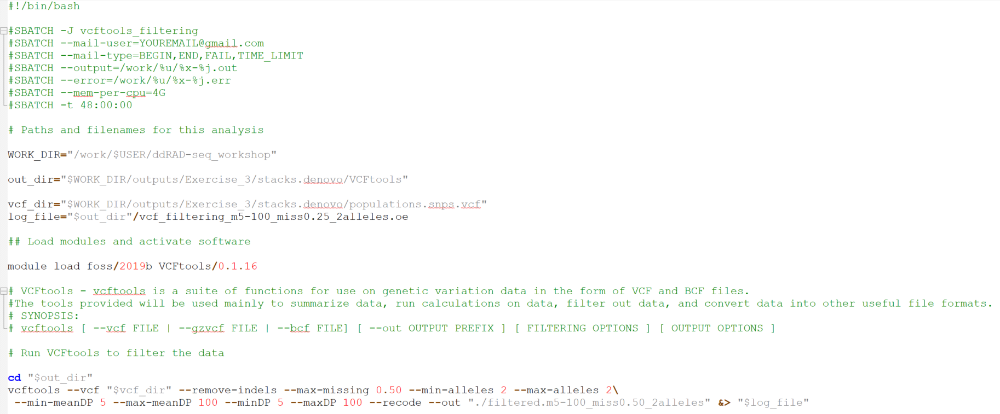 #!/bin/bash
#SBATCH -J vcftools_filtering
#SBATCH --mail-user=YOUREMAIL@gmail.com
#SBATCH --mail-type=BEGIN,END,FAIL,TIME_LIMIT
#SBATCH --output=/work/%u/%x-%j.out
#SBATCH --error=/work/%u/%x-%j.err
#SBATCH --mem-per-cpu=4G
#SBATCH -t 48:00:00
# Paths and filenames for this analysis
WORK_DIR="/work/$USER/ddRAD-seq_workshop"
out_dir="$WORK_DIR/outputs/Exercise_3/stacks.denovo/VCFtools"
vcf_dir="$WORK_DIR/outputs/Exercise_3/stacks.denovo/populations.snps.vcf"
log_file="$out_dir"/vcf_filtering_m5-100_miss0.25_2alleles.oe
## Load modules and activate software
module load foss/2019b VCFtools/0.1.16
# VCFtools - vcftools is a suite of functions for use on genetic variation data in the form of VCF and BCF files.
#The tools provided will be used mainly to summarize data, run calculations on data, filter out data, and convert data into other useful file formats.
# SYNOPSIS:
# vcftools [ --vcf FILE | --gzvcf FILE | --bcf FILE] [ --out OUTPUT PREFIX ] [ FILTERING OPTIONS ] [ OUTPUT OPTIONS ]
# Run VCFtools to filter the data
cd "$out_dir"
vcftools --vcf "$vcf_dir" --remove-indels --max-missing 0.50 --min-alleles 2 --max-alleles 2\
--min-meanDP 5 --max-meanDP 100 --minDP 5 --maxDP 100 --recode --out "./filtered.m5-100_miss0.50_2alleles" &> "$log_file"